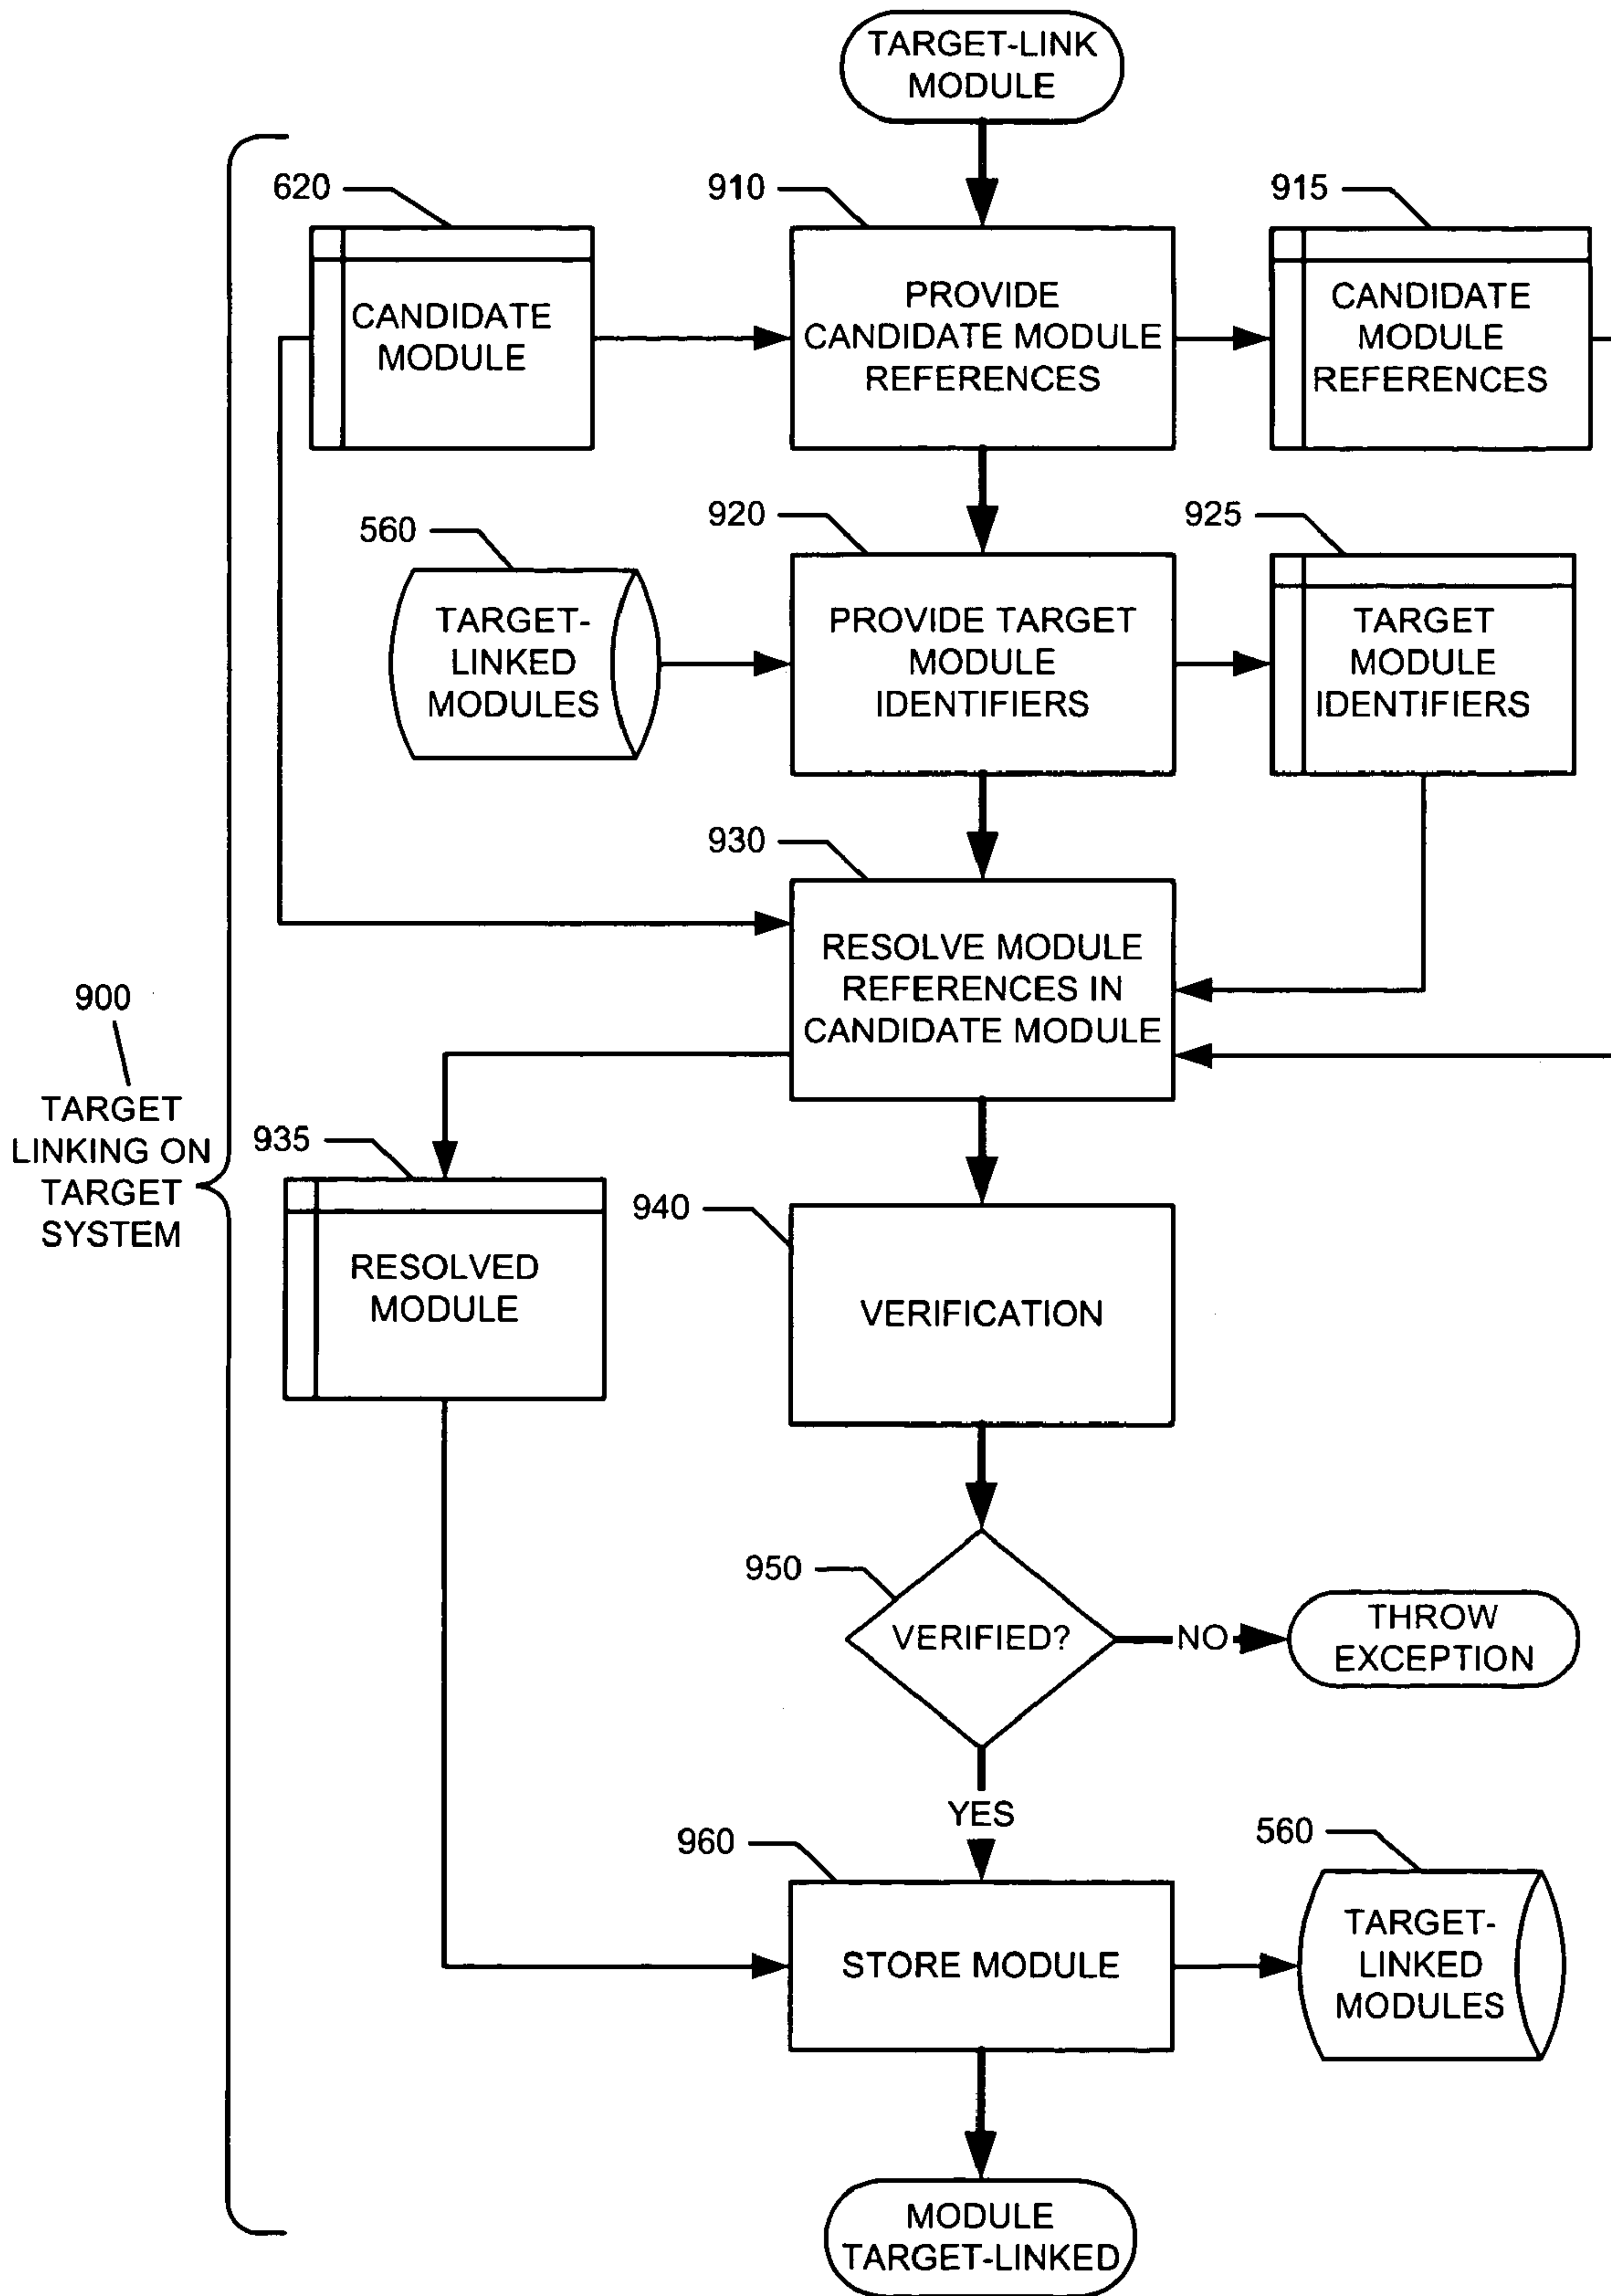 TARGET-LINK
MODULE
620
910
915
CANDIDATE
MODULE
PROVIDE
CANDIDATE MODULE
REFERENCES
CANDIDATE
MODULE
REFERENCES
560
920
925
TARGET-
LINKED
MODULES
PROVIDE TARGET
MODULE
IDENTIFIERS
TARGET
MODULE
IDENTIFIERS
930
RESOLVE MODULE
REFERENCES IN
CANDIDATE MODULE
900
TARGET
LINKING ON
TARGET
SYSTEM
935
RESOLVED
MODULE
940
VERIFICATION
950
VERIFIED?
NO
THROW
EXCEPTION
YES
960
STORE MODULE
560
TARGET-
LINKED
MODULES
MODULE
TARGET-LINKED